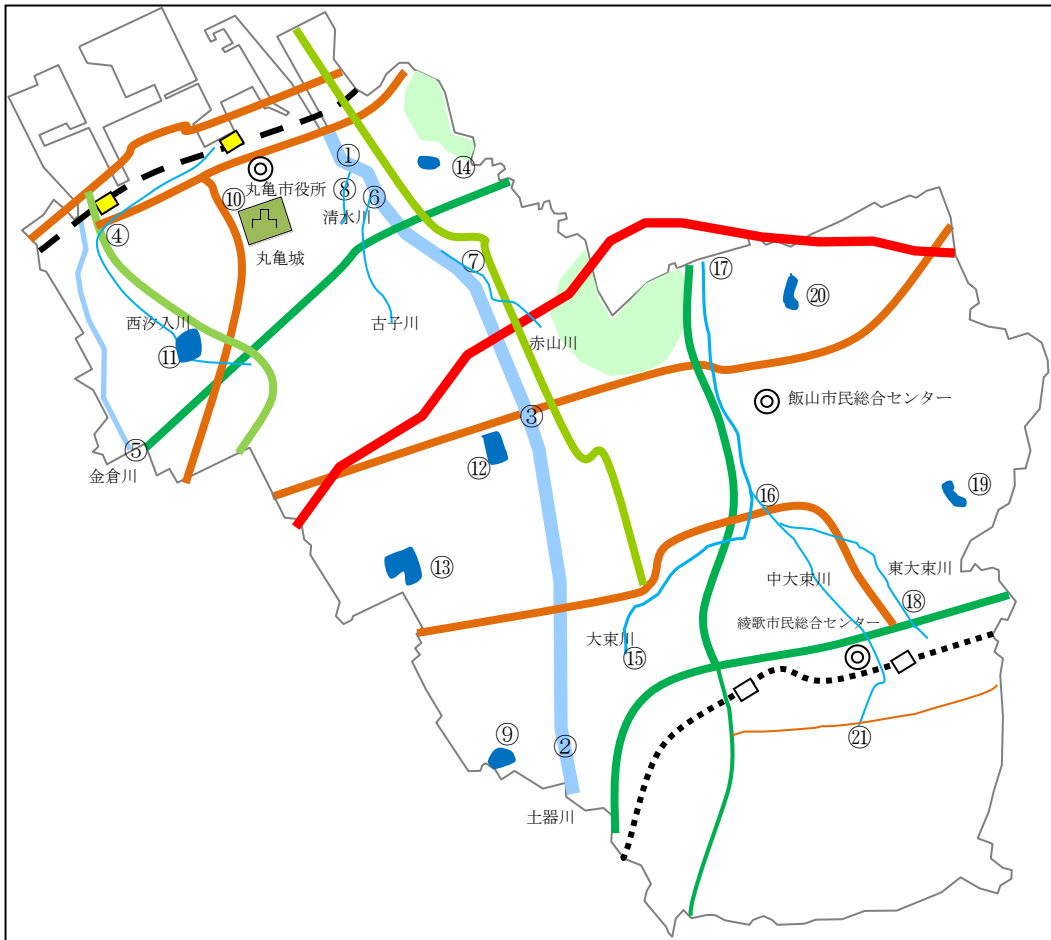 ①
⑭
丸亀市役所
⑧
⑩
⑥
清水川
④
丸亀城
⑦
⑰
⑳
西汐入川
古子川
赤山川
⑪
飯山市民総合センター
③
⑤
金倉川
⑫
⑲
⑯
⑬
東大束川
中大束川
⑱
綾歌市民総合センター
大束川
⑮
⑨
②
㉑
土器川